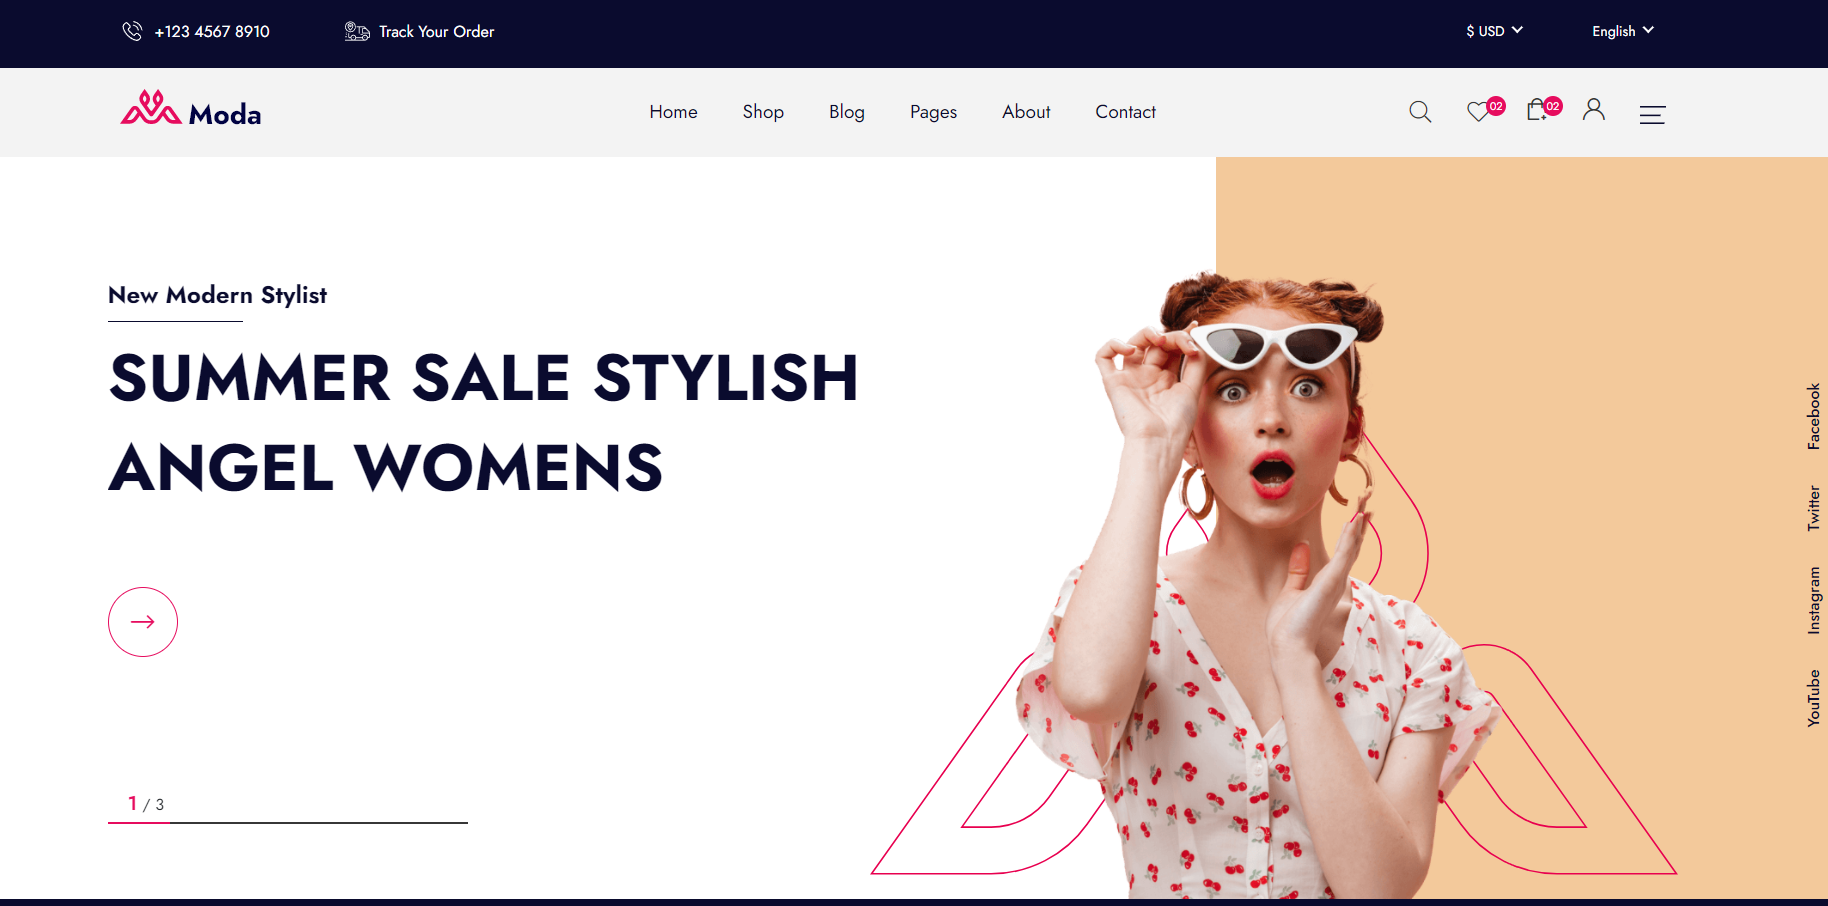 +123 4567 8910
Track Your Order
$ USD
English
Moda
Home
Shop
Blog
Pages
About
Contact
02
02
New Modern Stylist
SUMMER SALE STYLISH
ANGEL WOMENS
1 / 3
Facebook
Twitter
Instagram
YouTube